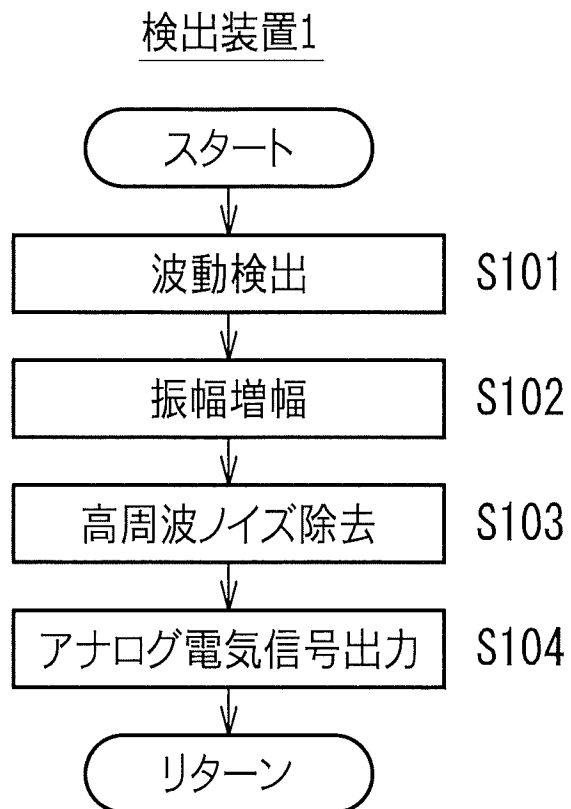 検出装置1
スタート
波動検出 S101
振幅増幅 S102
高周波ノイズ除去 S103
アナログ電気信号出力 S104
リターン